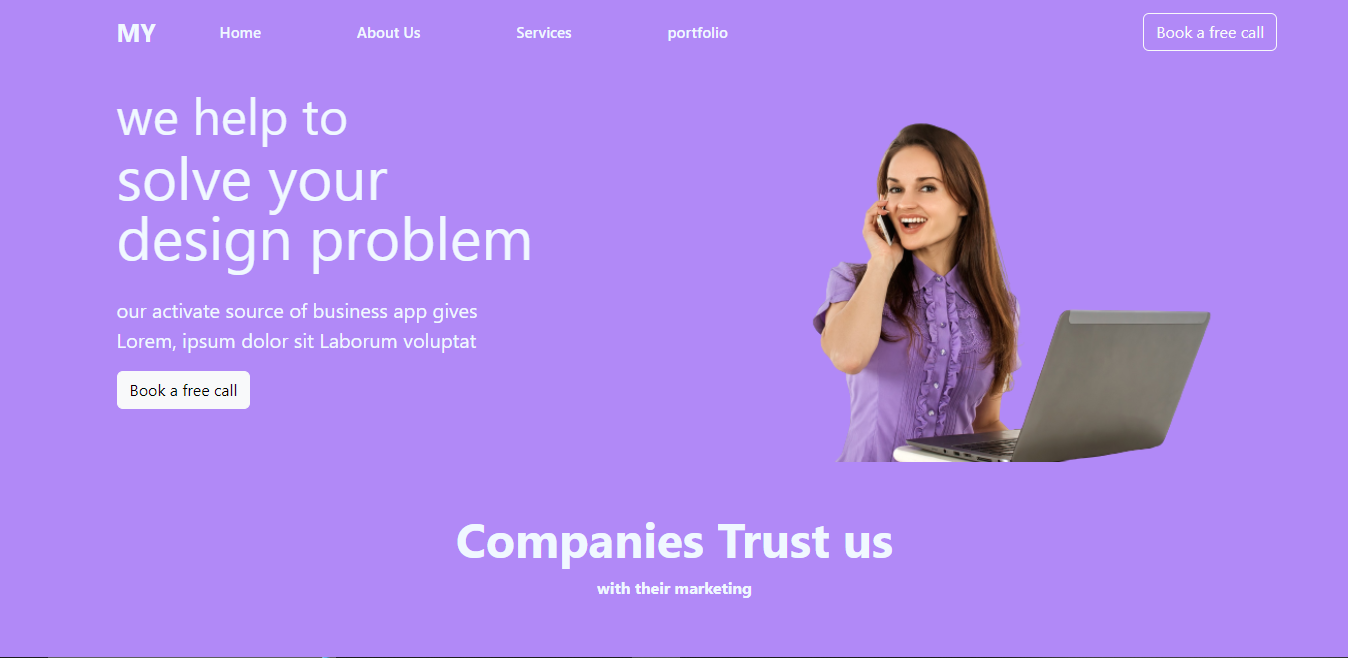 MY Home About Us Services portfolio Book a free call
we help to
solve your
design problem
our activate source of business app gives
Lorem, ipsum dolor sit Laborum voluptat
Book a free call
Companies Trust us
with their marketing